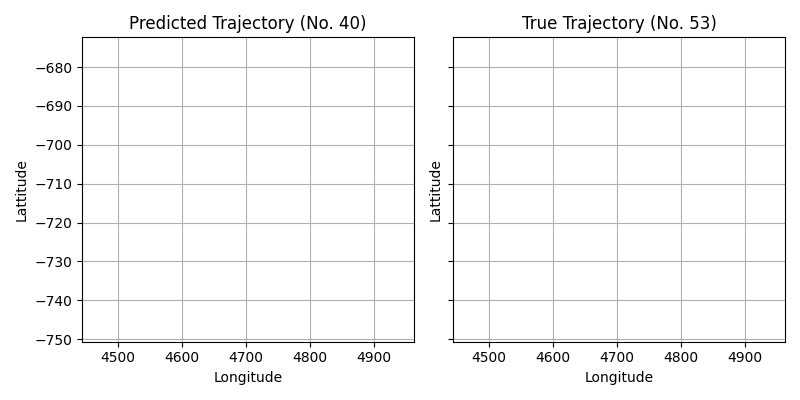 Predicted Trajectory (No. 40)
True Trajectory (No. 53)
−680
−690
−700
−710
−720
−730
−740
−750
Lattitude
Lattitude
4500 4600 4700 4800 4900
4500 4600 4700 4800 4900
Longitude
Longitude